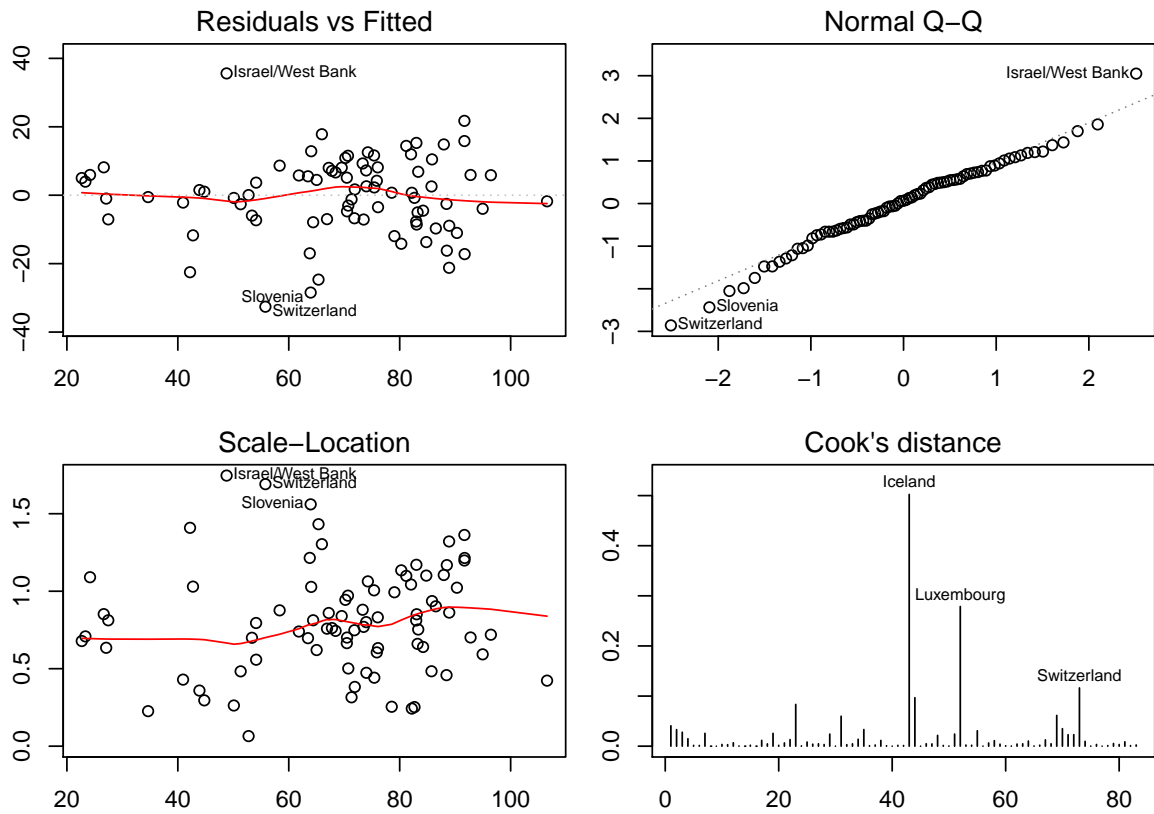 Residuals vs Fitted
40
20
0
−20
−40
Israel/West Bank
Slovenia
Switzerland
20 40 60 80 100
Normal Q−Q
3
2
1
0
−1
−3
Israel/West Bank
Slovenia
Switzerland
−2 −1 0 1 2
Scale−Location
1.5
1.0
0.5
0.0
Israel/West Bank
Switzerland
Slovenia
20 40 60 80 100
Cook's distance
0.4
0.2
0.0
Iceland
Luxembourg
Switzerland
0 20 40 60 80